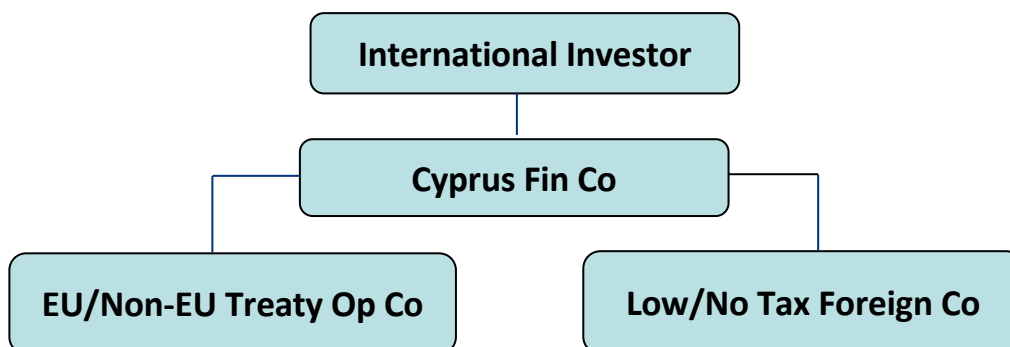 International Investor
Cyprus Fin Co
EU/Non-EU Treaty Op Co
Low/No Tax Foreign Co